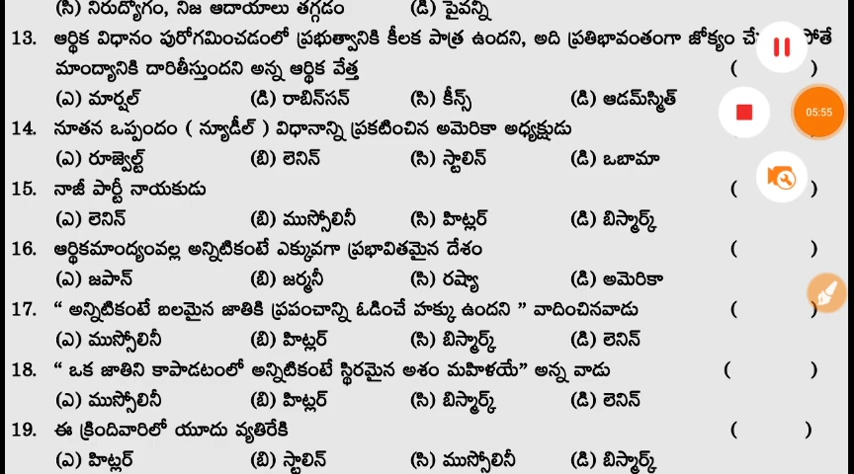 (సి) నిరుద్యోగం, నిజ ఆదాయాలు తగ్గడం (డి) పైవన్నీ
13. ఆర్థిక విధానం పురోగమించడంలో ప్రభుత్వానికి కీలక పాత్ర ఉందని, అది ప్రతిభావంతంగా జోక్యం
మాంద్యానికి దారితీస్తుందని అన్న ఆర్థిక వేత్త ( )
(ఎ) మార్షల్ (డి) రాబిన్‌సన్ (సి) కీన్స్ (డి) ఆడమ్‌స్మిత్
05:55
14. నూతన ఒప్పందం ( న్యూడీల్ ) విధానాన్ని ప్రకటించిన అమెరికా అధ్యక్షుడు
(ఎ) రూజ్వెల్ట్ (బి) లెనిన్ (సి) స్టాలిన్ (డి) ఒబామా
15. నాజీ పార్టీ నాయకుడు ( )
(ఎ) లెనిన్ (బి) ముస్సోలినీ (సి) హిట్లర్ (డి) బిస్మార్క్
16. ఆర్థికమాంద్యంవల్ల అన్నిటికంటే ఎక్కువగా ప్రభావితమైన దేశం ( )
(ఎ) జపాన్ (బి) జర్మనీ (సి) రష్యా (డి) అమెరికా
17. “ అన్నిటికంటే బలమైన జాతికి ప్రపంచాన్ని ఓడించే హక్కు ఉందని ” వాదించినవాడు ( )
(ఎ) ముస్సోలినీ (బి) హిట్లర్ (సి) బిస్మార్క్ (డి) లెనిన్
18. “ ఒక జాతిని కాపాడటంలో అన్నిటికంటే స్థిరమైన అశం మహిళయే” అన్న వాడు ( )
(ఎ) ముస్సోలినీ (బి) హిట్లర్ (సి) బిస్మార్క్ (డి) లెనిన్
19. ఈ క్రిందివారిలో యూదు వ్యతిరేకి ( )
(ఎ) హిట్లర్ (బి) స్టాలిన్ (సి) ముస్సోలినీ (డి) బిస్మార్క్